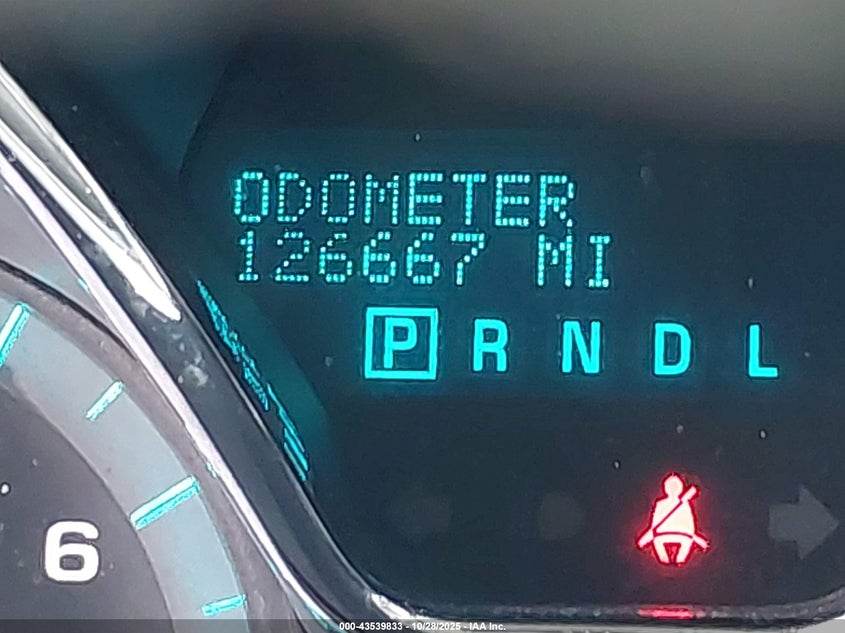 ODOMETER
126667 MI
P R N D L
6
000-43539833 - 10/28/2025 - IAA Inc.